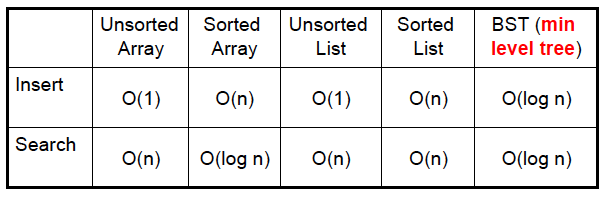 Unsorted Array Sorted Array Unsorted List Sorted List BST (min level tree)
Insert O(1) O(n) O(1) O(n) O(log n)
Search O(n) O(log n) O(n) O(n) O(log n)